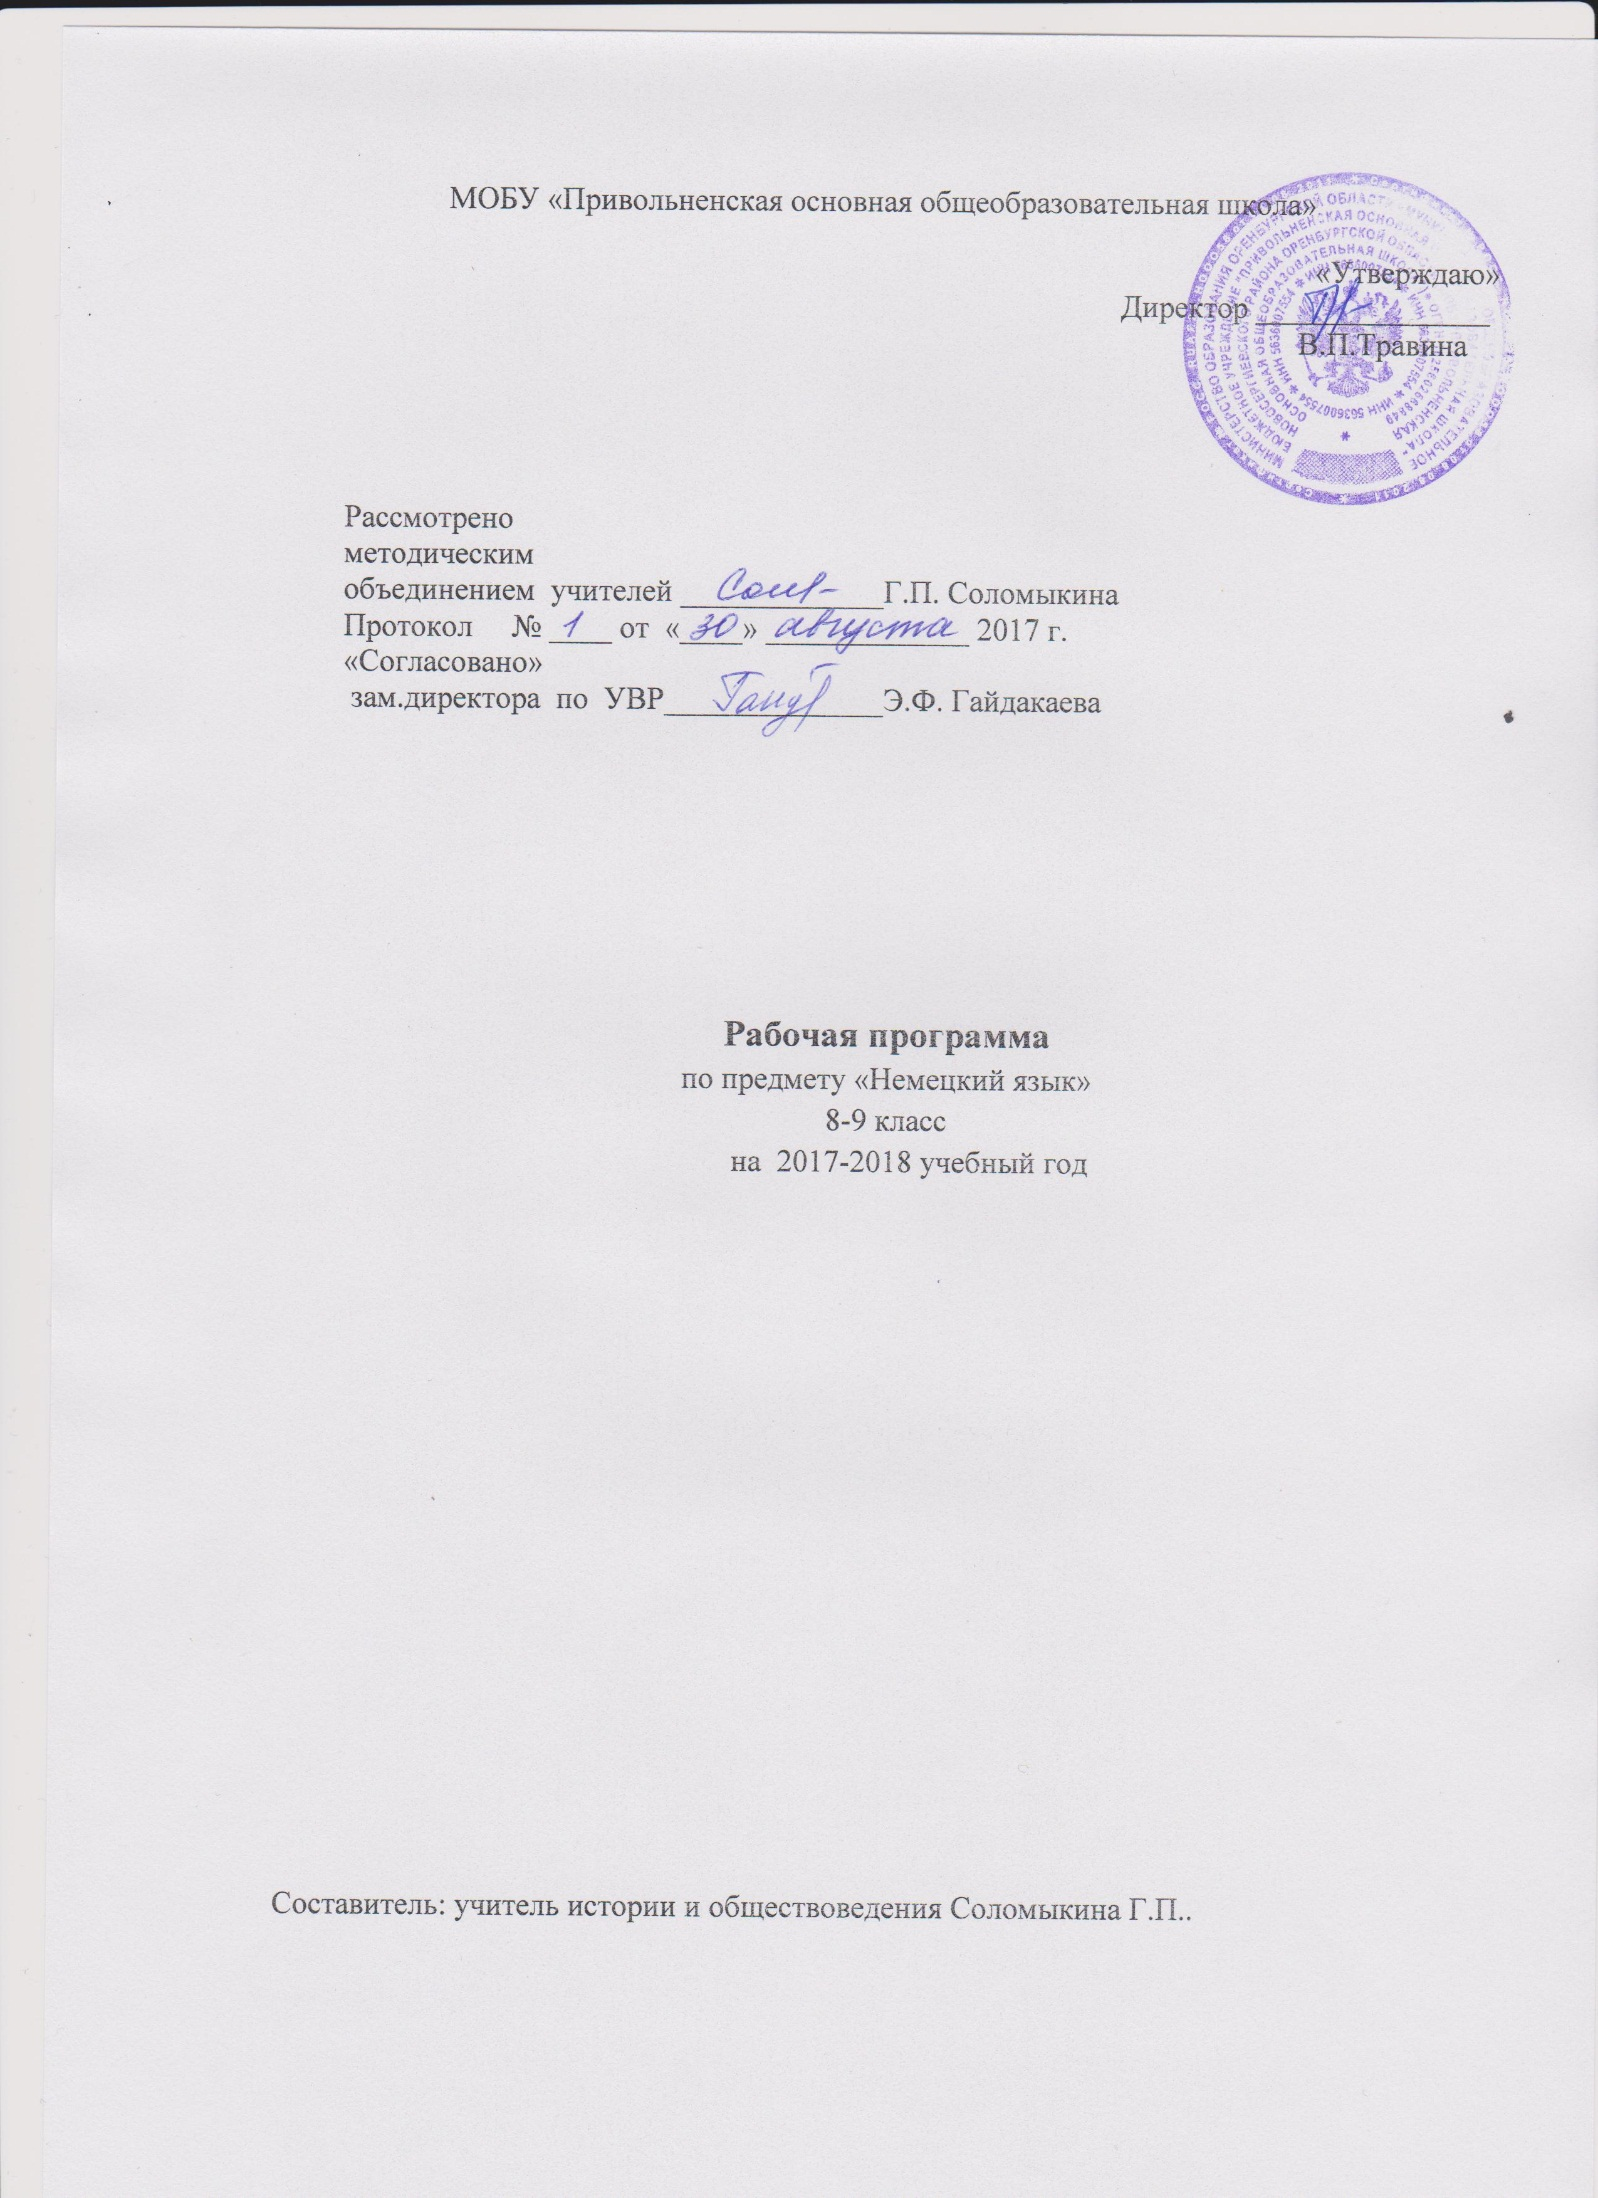 МОБУ «Привольненская основная общеобразовательная школа»
«Утверждаю»
Директор
В.П.Травина
Рассмотрено
методическим
объединением учителей ____________ Г.П. Соломыкина
Протокол № 1 от «30» августа 2017 г.
«Согласовано»
зам.директора по УВР______________Э.Ф. Гайдакаева
Рабочая программа
по предмету «Немецкий язык»
8-9 класс
на 2017-2018 учебный год
Составитель: учитель истории и обществоведения Соломыкина Г.П..